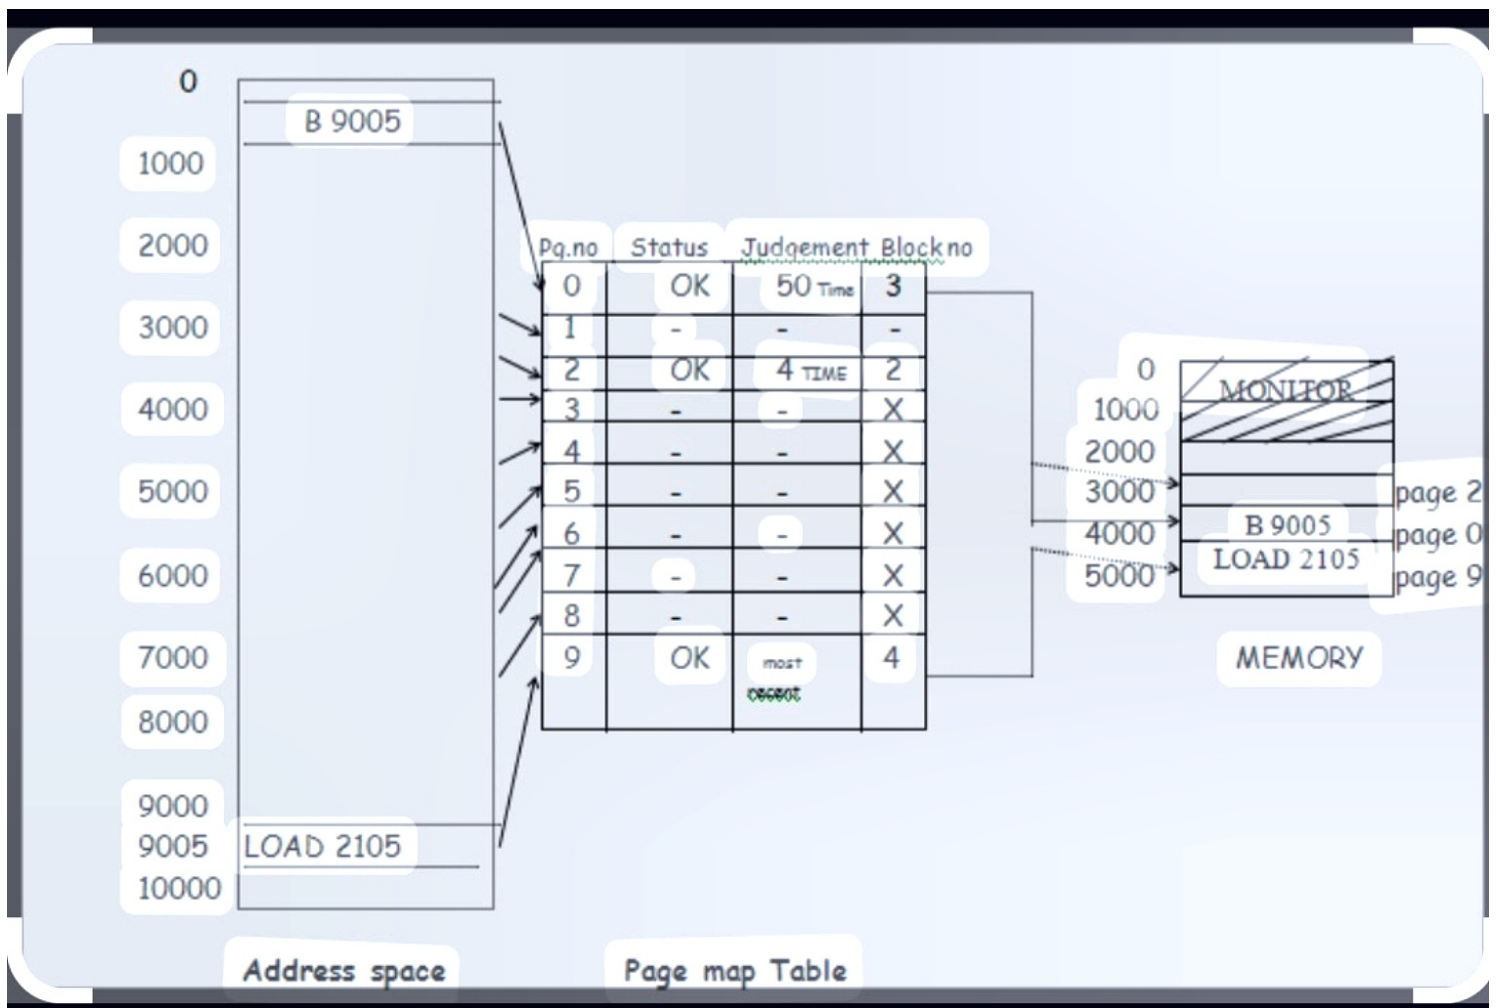 0
B 9005
1000
2000
3000
4000
5000
6000
7000
8000
9000
9005 LOAD 2105
10000
Address space
Pg.no Status Judgement Block no
0 OK 50 Time 3
1 - - -
2 OK 4 TIME 2
3 - - X
4 - - X
5 - - X
6 - - X
7 - - X
8 - - X
9 OK most recent 4
Page map Table
0 MONITOR
1000
2000
3000 page 2
4000 B 9005 page 0
LOAD 2105
5000 page 9
MEMORY